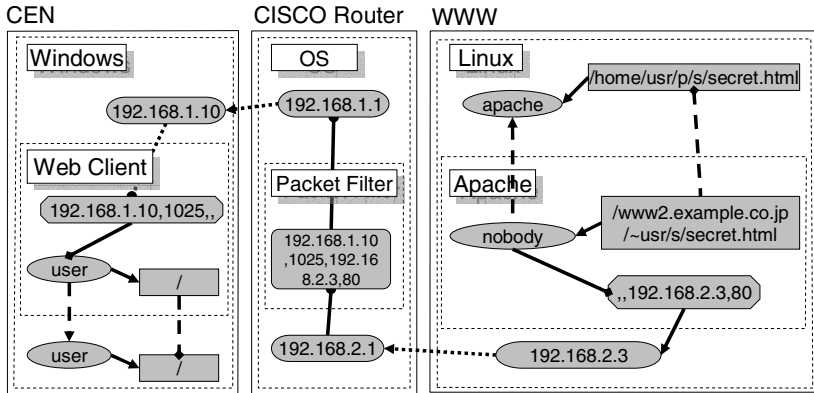 CEN
Windows
192.168.1.10
Web Client
192.168.1.10,1025,,
user
/
user
/
CISCO Router
OS
192.168.1.1
Packet Filter
192.168.1.10
,1025,192.16
8.2.3,80
192.168.2.1
WWW
Linux
/home/usr/p/s/secret.html
apache
Apache
/www2.example.co.jp
/~usr/s/secret.html
nobody
,,192.168.2.3,80
192.168.2.3